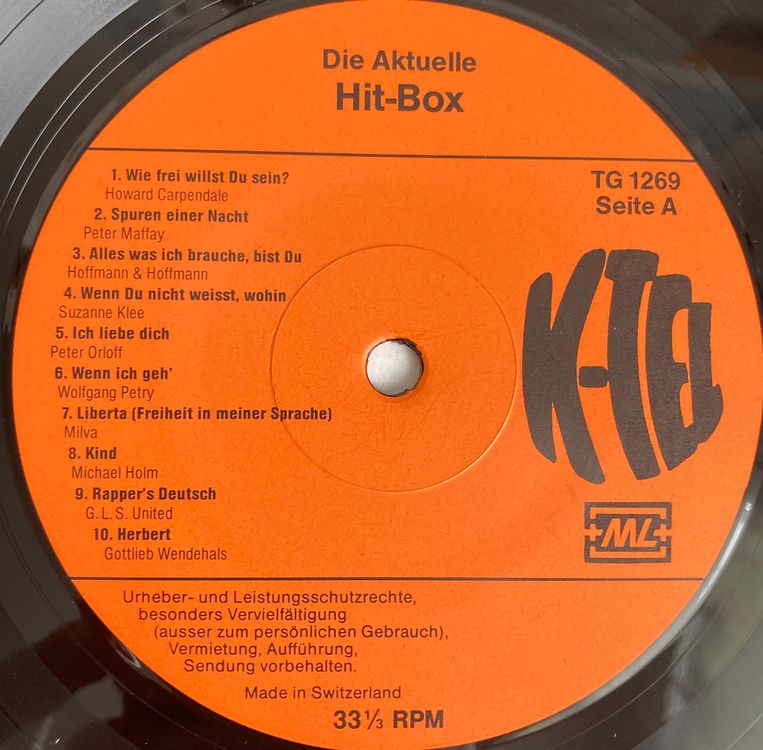 Die Aktuelle
Hit-Box
TG 1269
Seite A
1. Wie frei willst Du sein?
Howard Carpendale
2. Spuren einer Nacht
Peter Maffay
3. Alles was ich brauche, bist Du
Hoffmann & Hoffmann
4. Wenn Du nicht weisst, wohin
Suzanne Klee
5. Ich liebe dich
Peter Orloff
6. Wenn ich geh'
Wolfgang Petry
7. Liberta (Freiheit in meiner Sprache)
Milva
8. Kind
Michael Holm
9. Rapper's Deutsch
G.L.S. United
10. Herbert
Gottlieb Wendehals
K-TEL
ML
Urheber- und Leistungsschutzrechte,
besonders Vervielfältigung
(ausser zum persönlichen Gebrauch),
Vermietung, Aufführung,
Sendung vorbehalten.
Made in Switzerland
33⅓ RPM